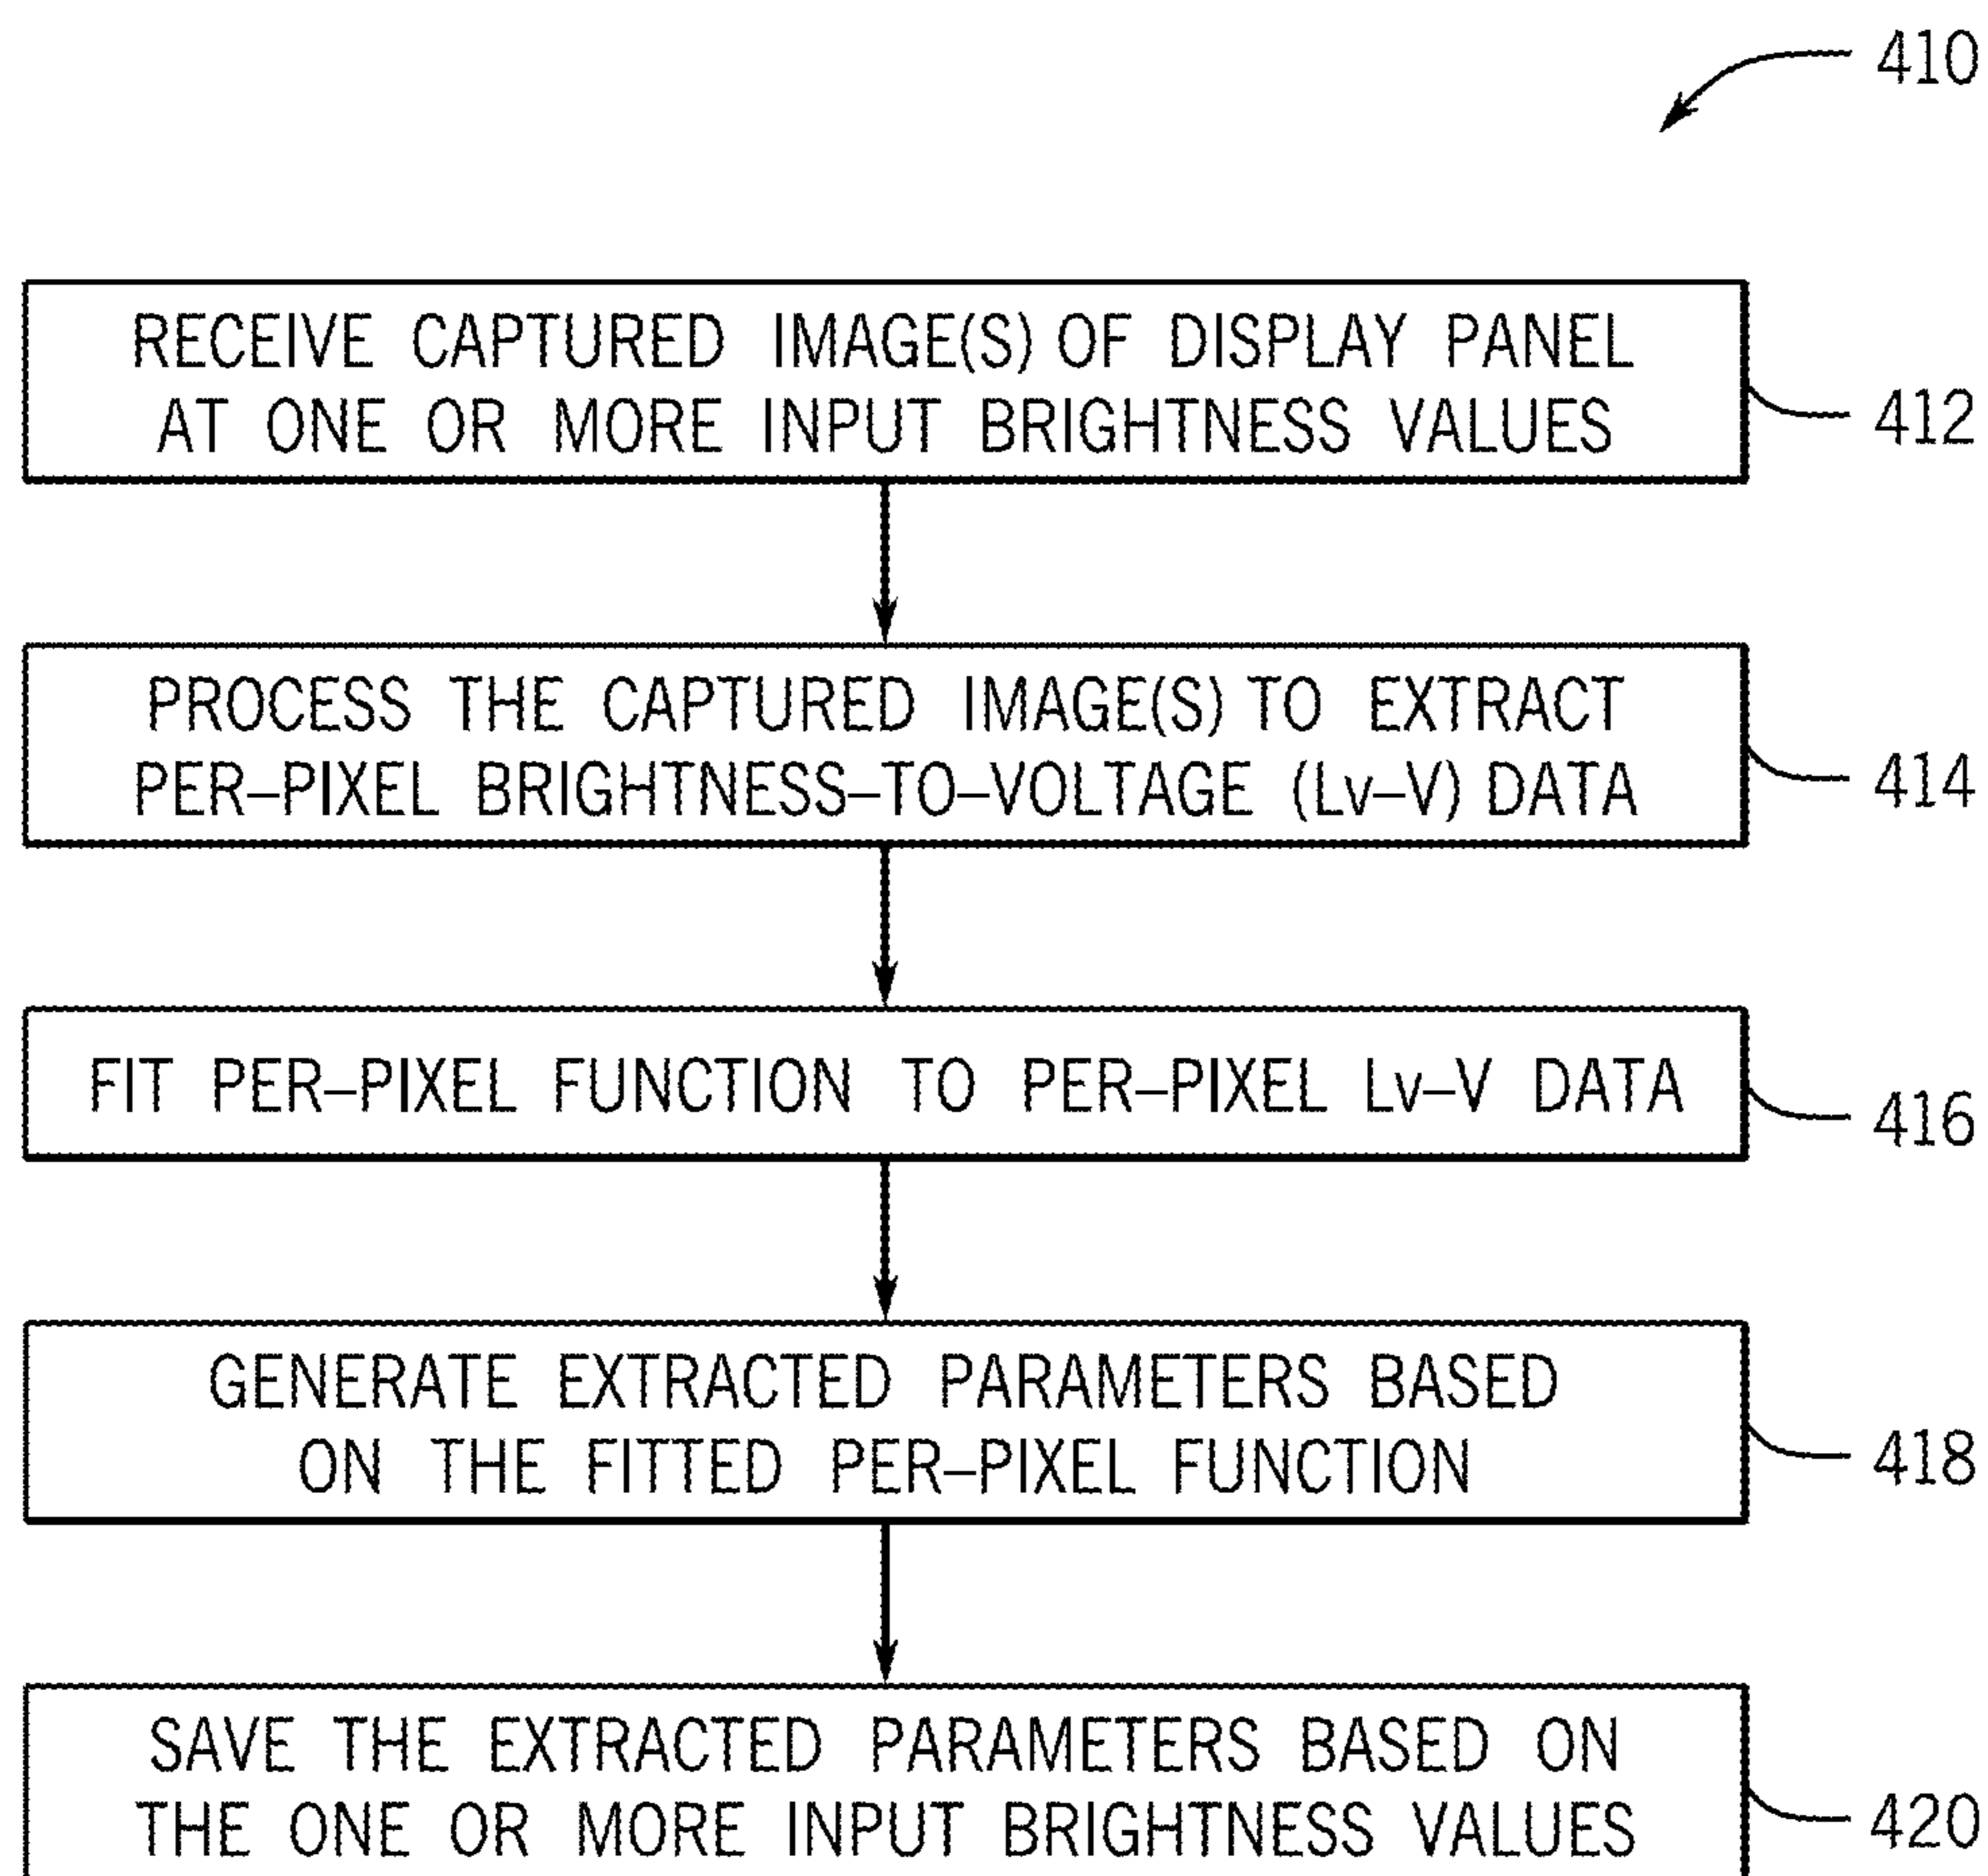 410
RECEIVE CAPTURED IMAGE(S) OF DISPLAY PANEL
AT ONE OR MORE INPUT BRIGHTNESS VALUES
412
PROCESS THE CAPTURED IMAGE(S) TO EXTRACT
PER–PIXEL BRIGHTNESS–TO–VOLTAGE (Lv–V) DATA
414
FIT PER–PIXEL FUNCTION TO PER–PIXEL Lv–V DATA
416
GENERATE EXTRACTED PARAMETERS BASED
ON THE FITTED PER–PIXEL FUNCTION
418
SAVE THE EXTRACTED PARAMETERS BASED ON
THE ONE OR MORE INPUT BRIGHTNESS VALUES
420